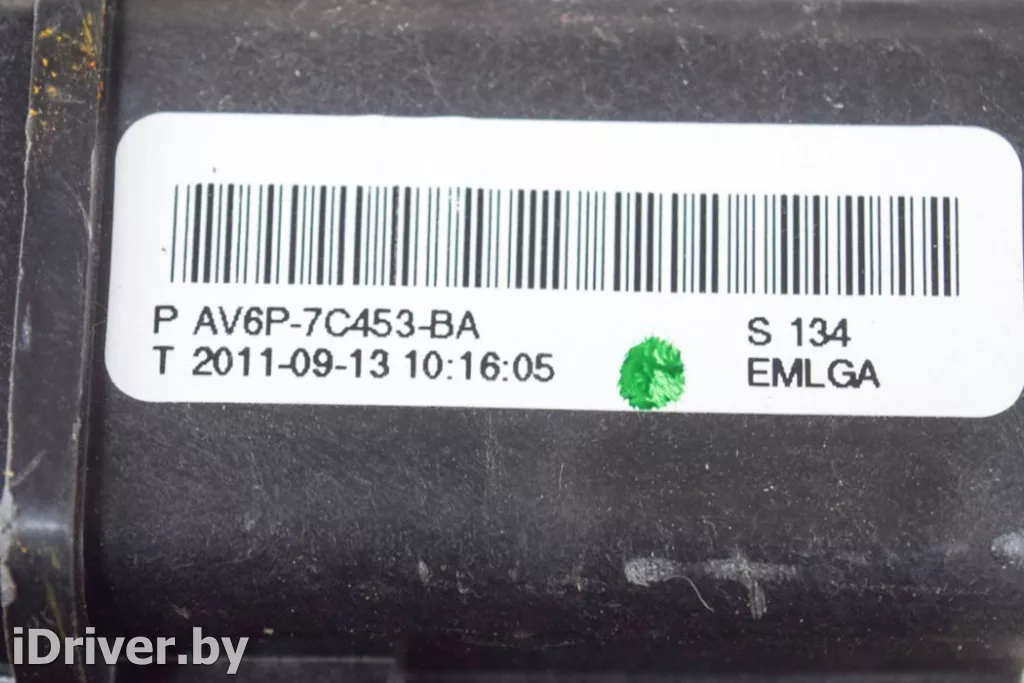 P AV6P-7C453-BA S 134
T 2011-09-13 10:16:05 EMLGA
iDriver.by